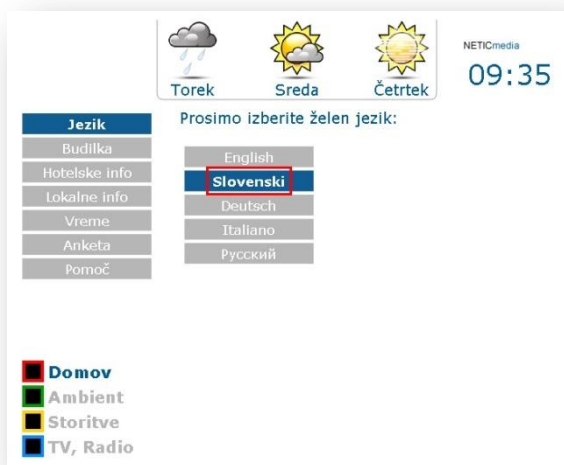 NETICmedia
09:35
Torek Sreda Četrtek
Prosimo izberite želen jezik:
Jezik
Budilka
Hotelske info
Lokalne info
Vreme
Anketa
Pomoč
English
Slovenski
Deutsch
Italiano
Русский
Domov
Ambient
Storitve
TV, Radio